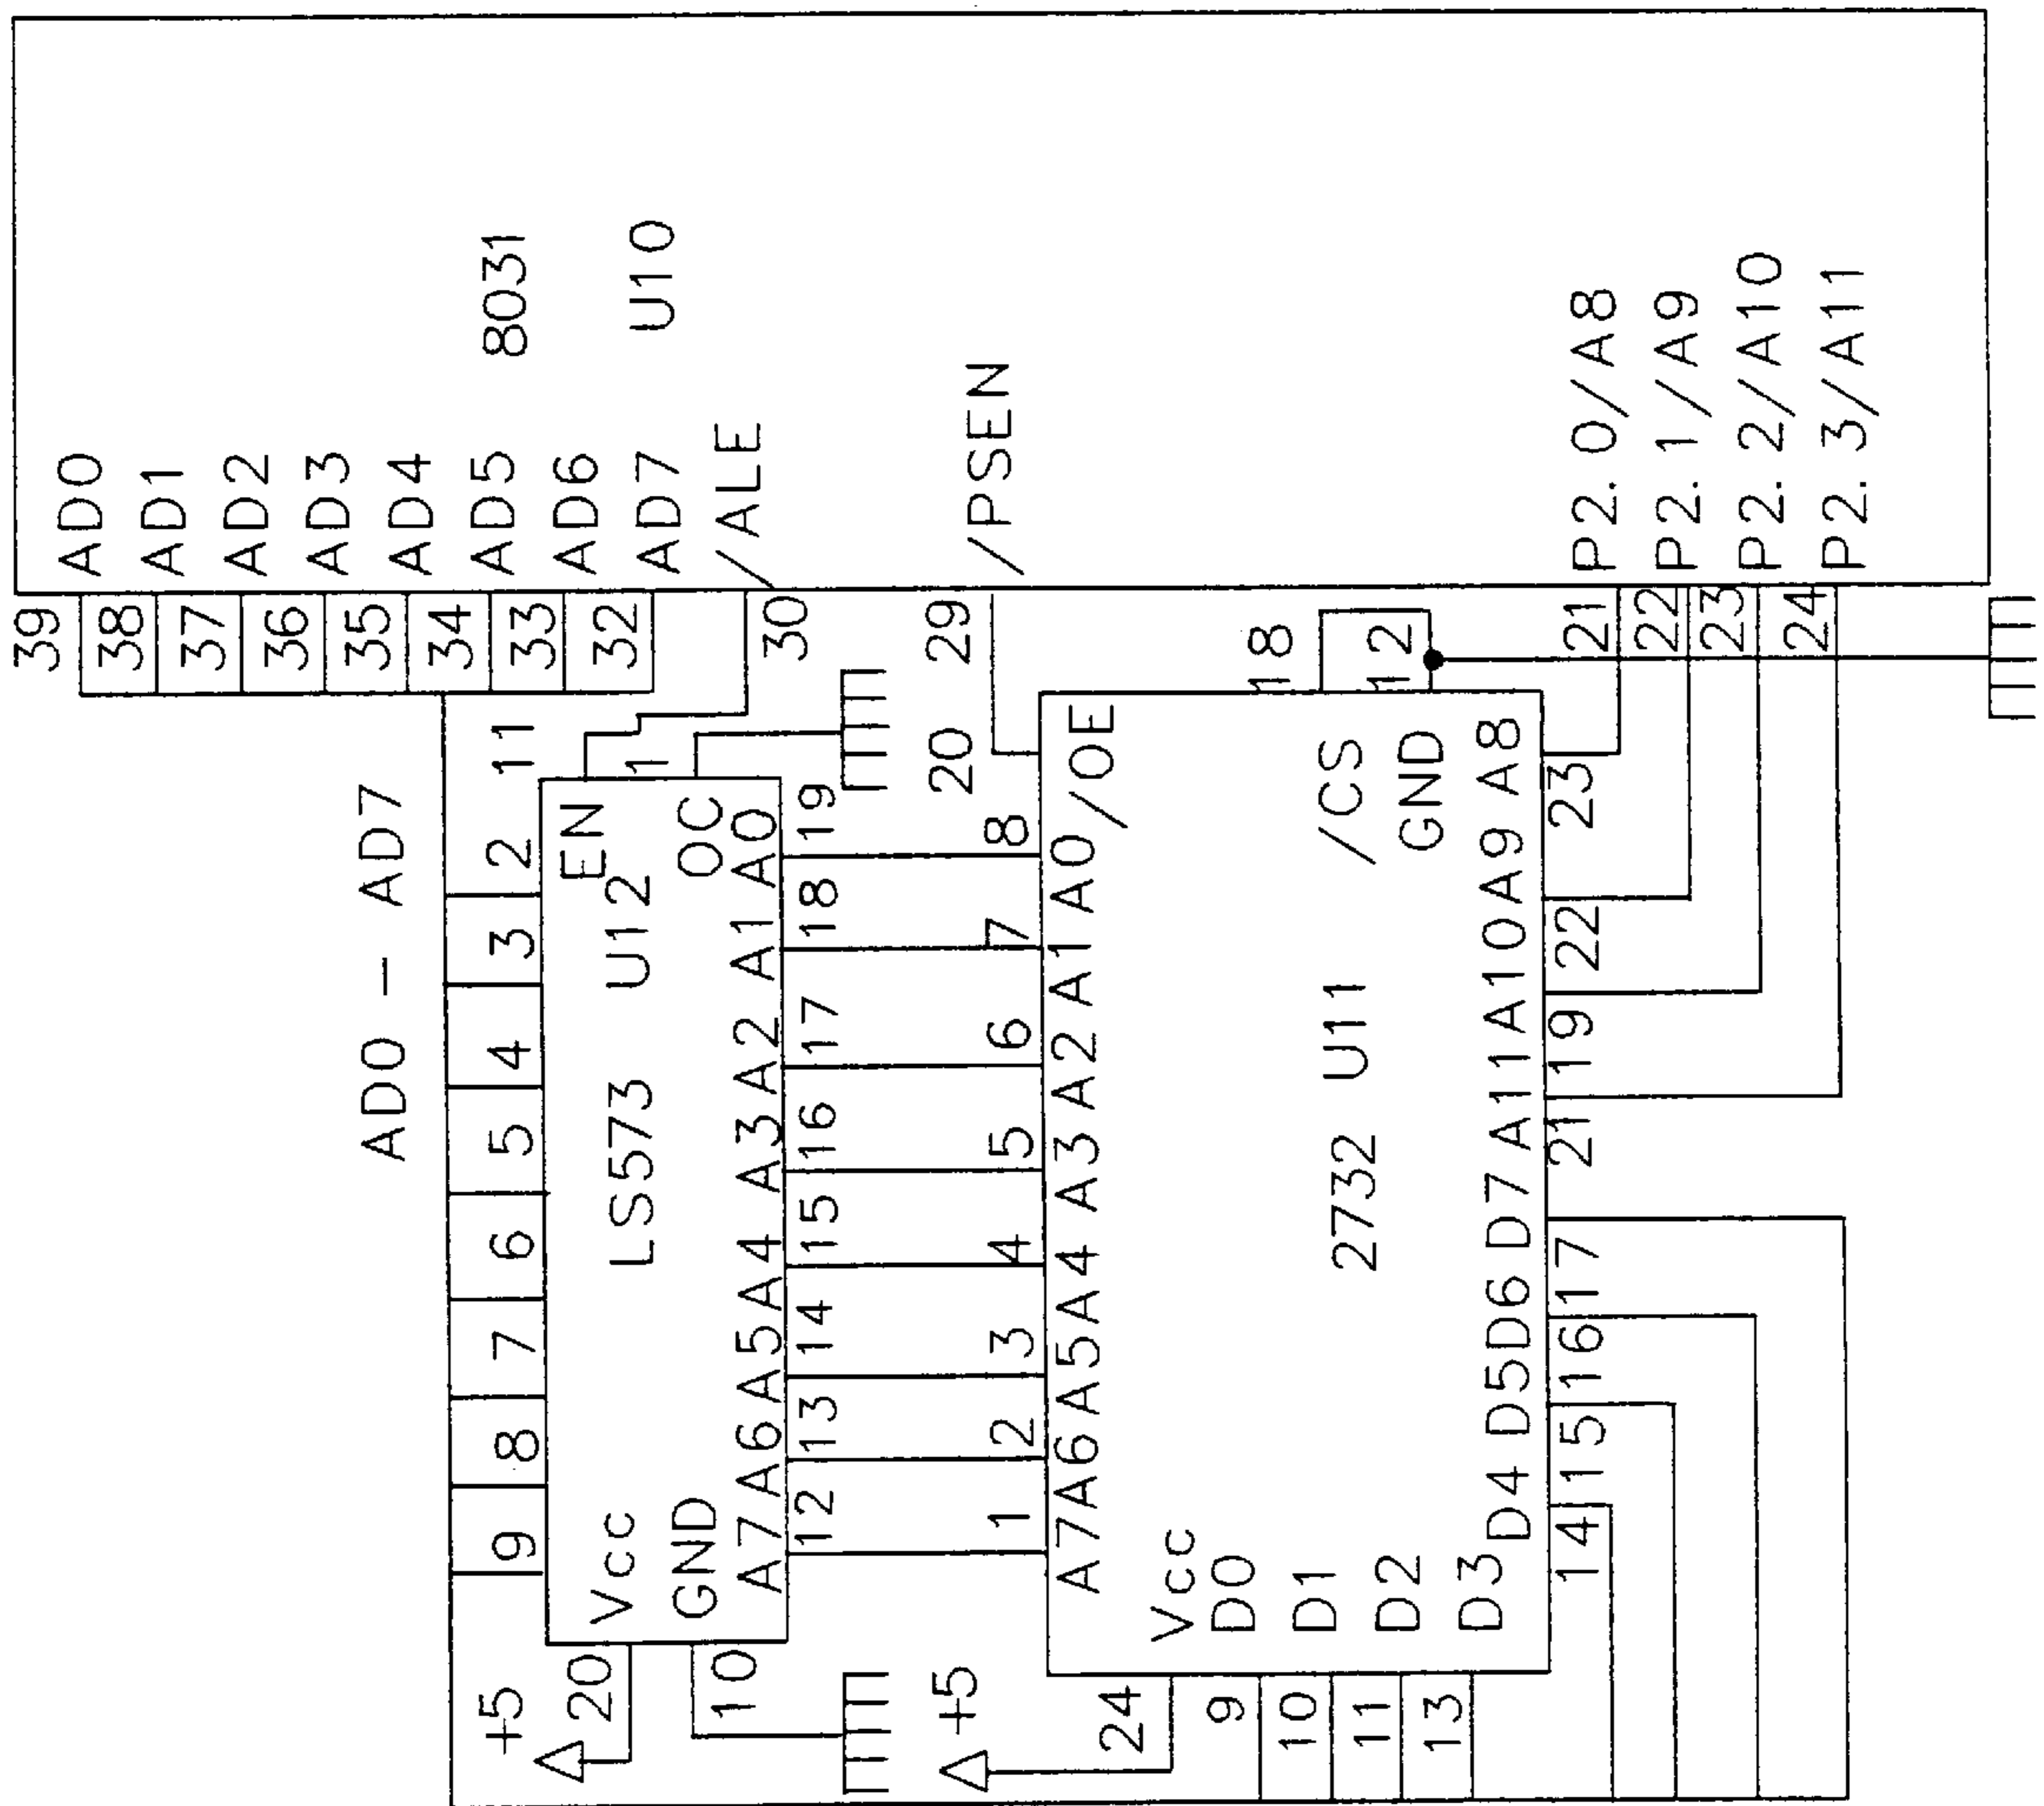 39
38
37
36
35
34
33
32
AD0
AD1
AD2
AD3
AD4
AD5
AD6
AD7
8031
U10
/ALE
30
/PSEN
29
P2.0/A8
P2.1/A9
P2.2/A10
P2.3/A11
21
22
23
24
AD0 - AD7
9
8
7
6
5
4
3
2
11
1
EN
OC
LS573
U12
Vcc
GND
+5
20
10
A7
A6
A5
A4
A3
A2
A1
A0
12
13
14
15
16
17
18
19
1
2
3
4
5
6
7
8
20
A7
A6
A5
A4
A3
A2
A1
A0
/OE
18
12
/CS
GND
2732
U11
+5
24
Vcc
D0
D1
D2
D3
9
10
11
13
D4
D5
D6
D7
A11
A10
A9
A8
14
15
16
17
21
19
22
23